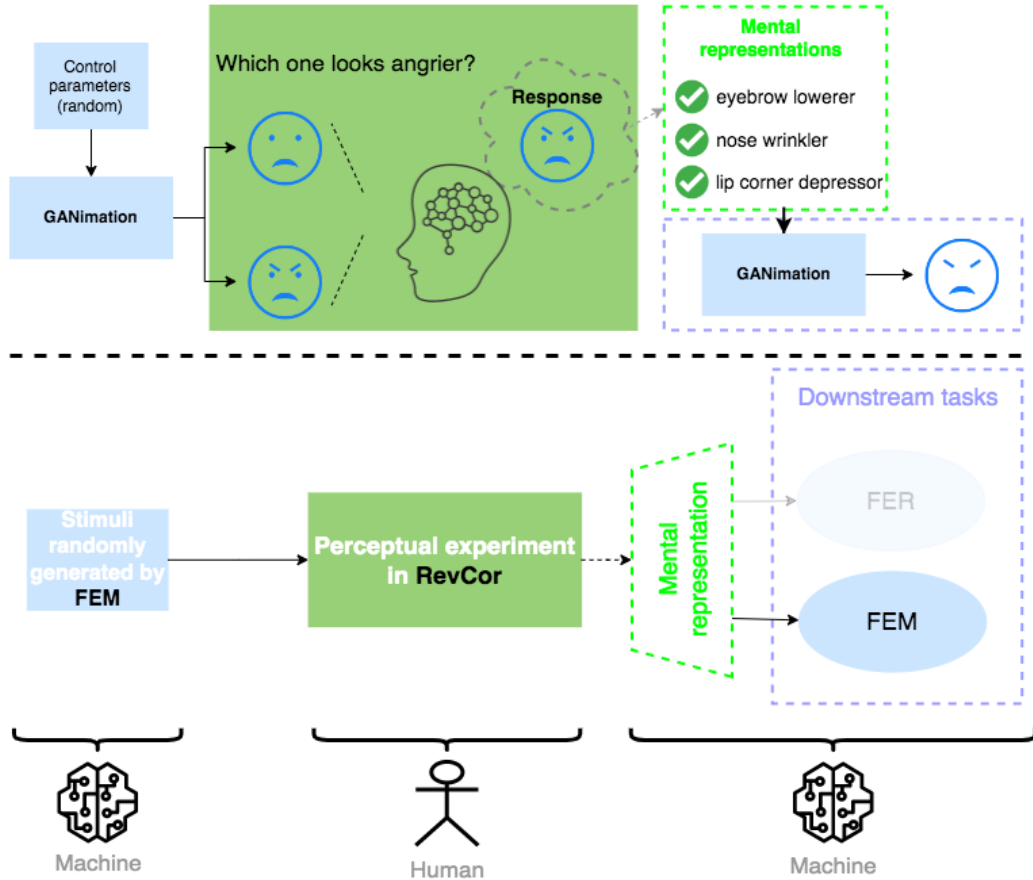 Control
parameters
(random)
GANimation
Which one looks angrier?
Response
Mental
representations
eyebrow lowerer
nose wrinkler
lip corner depressor
GANimation
Stimuli
randomly
generated by
FEM
Perceptual experiment
in RevCor
Mental
representation
Downstream tasks
FER
FEM
Machine
Human
Machine